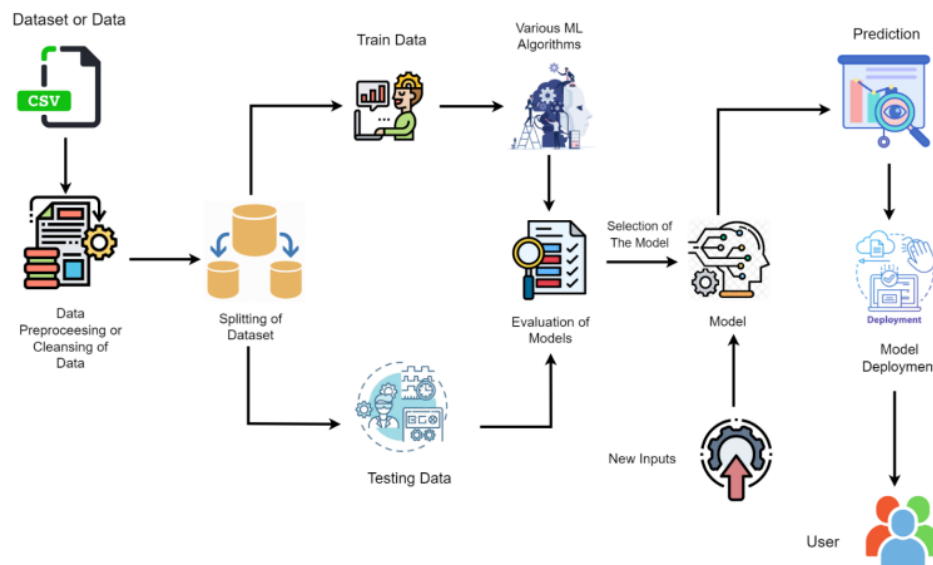 Dataset or Data
CSV
Train Data
Various ML
Algorithms
Prediction
Data
Preproceesing or
Cleansing of
Data
Splitting of
Dataset
Evaluation of
Models
Selection of
The Model
Model
Deployment
Model
Deploymen
Testing Data
New Inputs
User